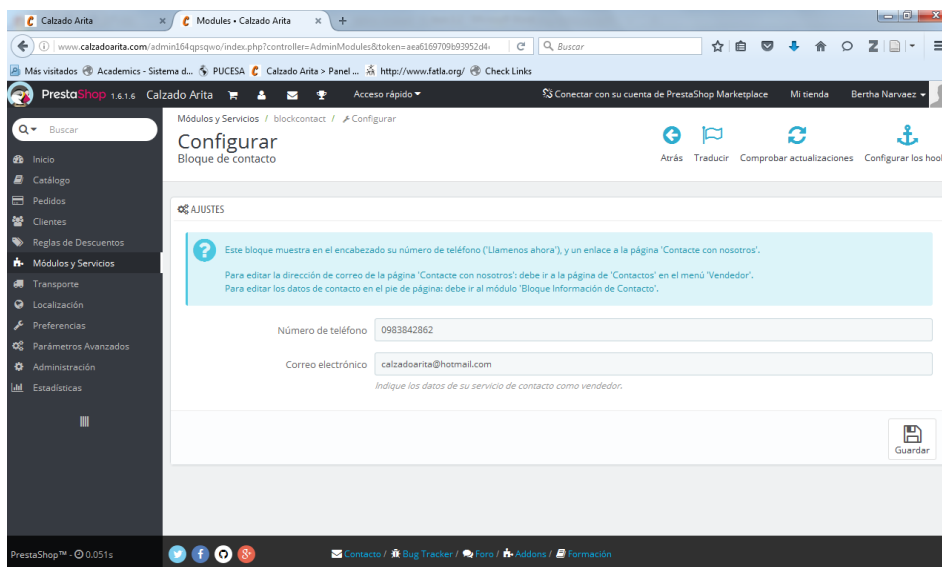 Calzado Arita
Modules • Calzado Arita
www.calzadoarita.com/admin164qpsqwo/index.php?controller=AdminModules&token=aea6169709b93952d4
Buscar
Más visitados Academics - Sistema d... PUCESA Calzado Arita > Panel ... http://www.fatla.org/ Check Links
PrestaShop 1.6.1.6 Calzado Arita Acceso rápido Conectar con su cuenta de PrestaShop Marketplace Mi tienda Bertha Narvaez
Buscar
Inicio
Catálogo
Pedidos
Clientes
Reglas de Descuentos
Módulos y Servicios
Transporte
Localización
Preferencias
Parámetros Avanzados
Administración
Estadísticas
Módulos y Servicios / blockcontact / Configurar
Configurar
Bloque de contacto
Atrás Traducir Comprobar actualizaciones Configurar los hool
AJUSTES
Este bloque muestra en el encabezado su número de teléfono ('Llamenos ahora'), y un enlace a la página 'Contacte con nosotros'.
Para editar la dirección de correo de la página 'Contacte con nosotros': debe ir a la página de 'Contactos' en el menú 'Vendedor'.
Para editar los datos de contacto en el pie de página: debe ir al módulo 'Bloque Información de Contacto'.
Número de teléfono 0983842862
Correo electrónico calzadoarita@hotmail.com
Indique los datos de su servicio de contacto como vendedor.
Guardar
PrestaShop™ - 0.051s
Contacto / Bug Tracker / Foro / Addons / Formación